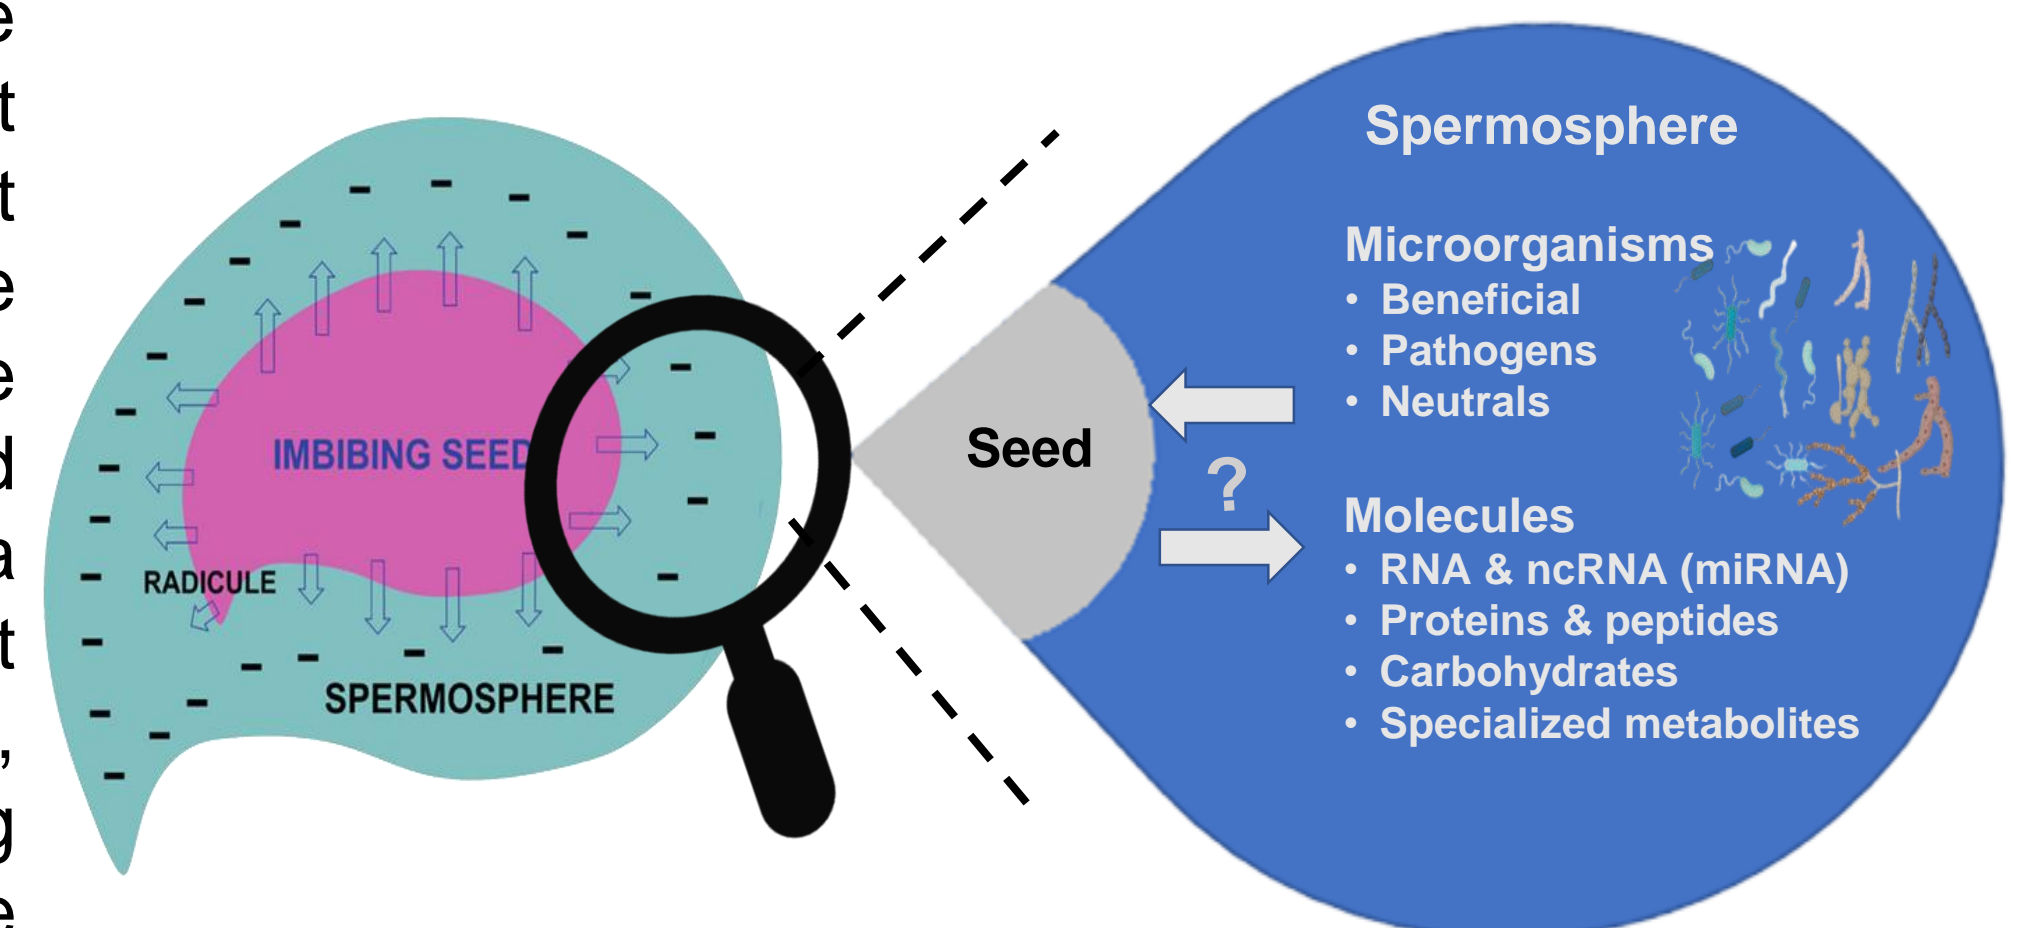 e
t
t
e
e
d
a
t
,
g
e
IMBIBING SEED
RADICULE
SPERMOSPHERE
Spermosphere
Microorganisms
• Beneficial
• Pathogens
• Neutrals
Seed
?
Molecules
• RNA & ncRNA (miRNA)
• Proteins & peptides
• Carbohydrates
• Specialized metabolites